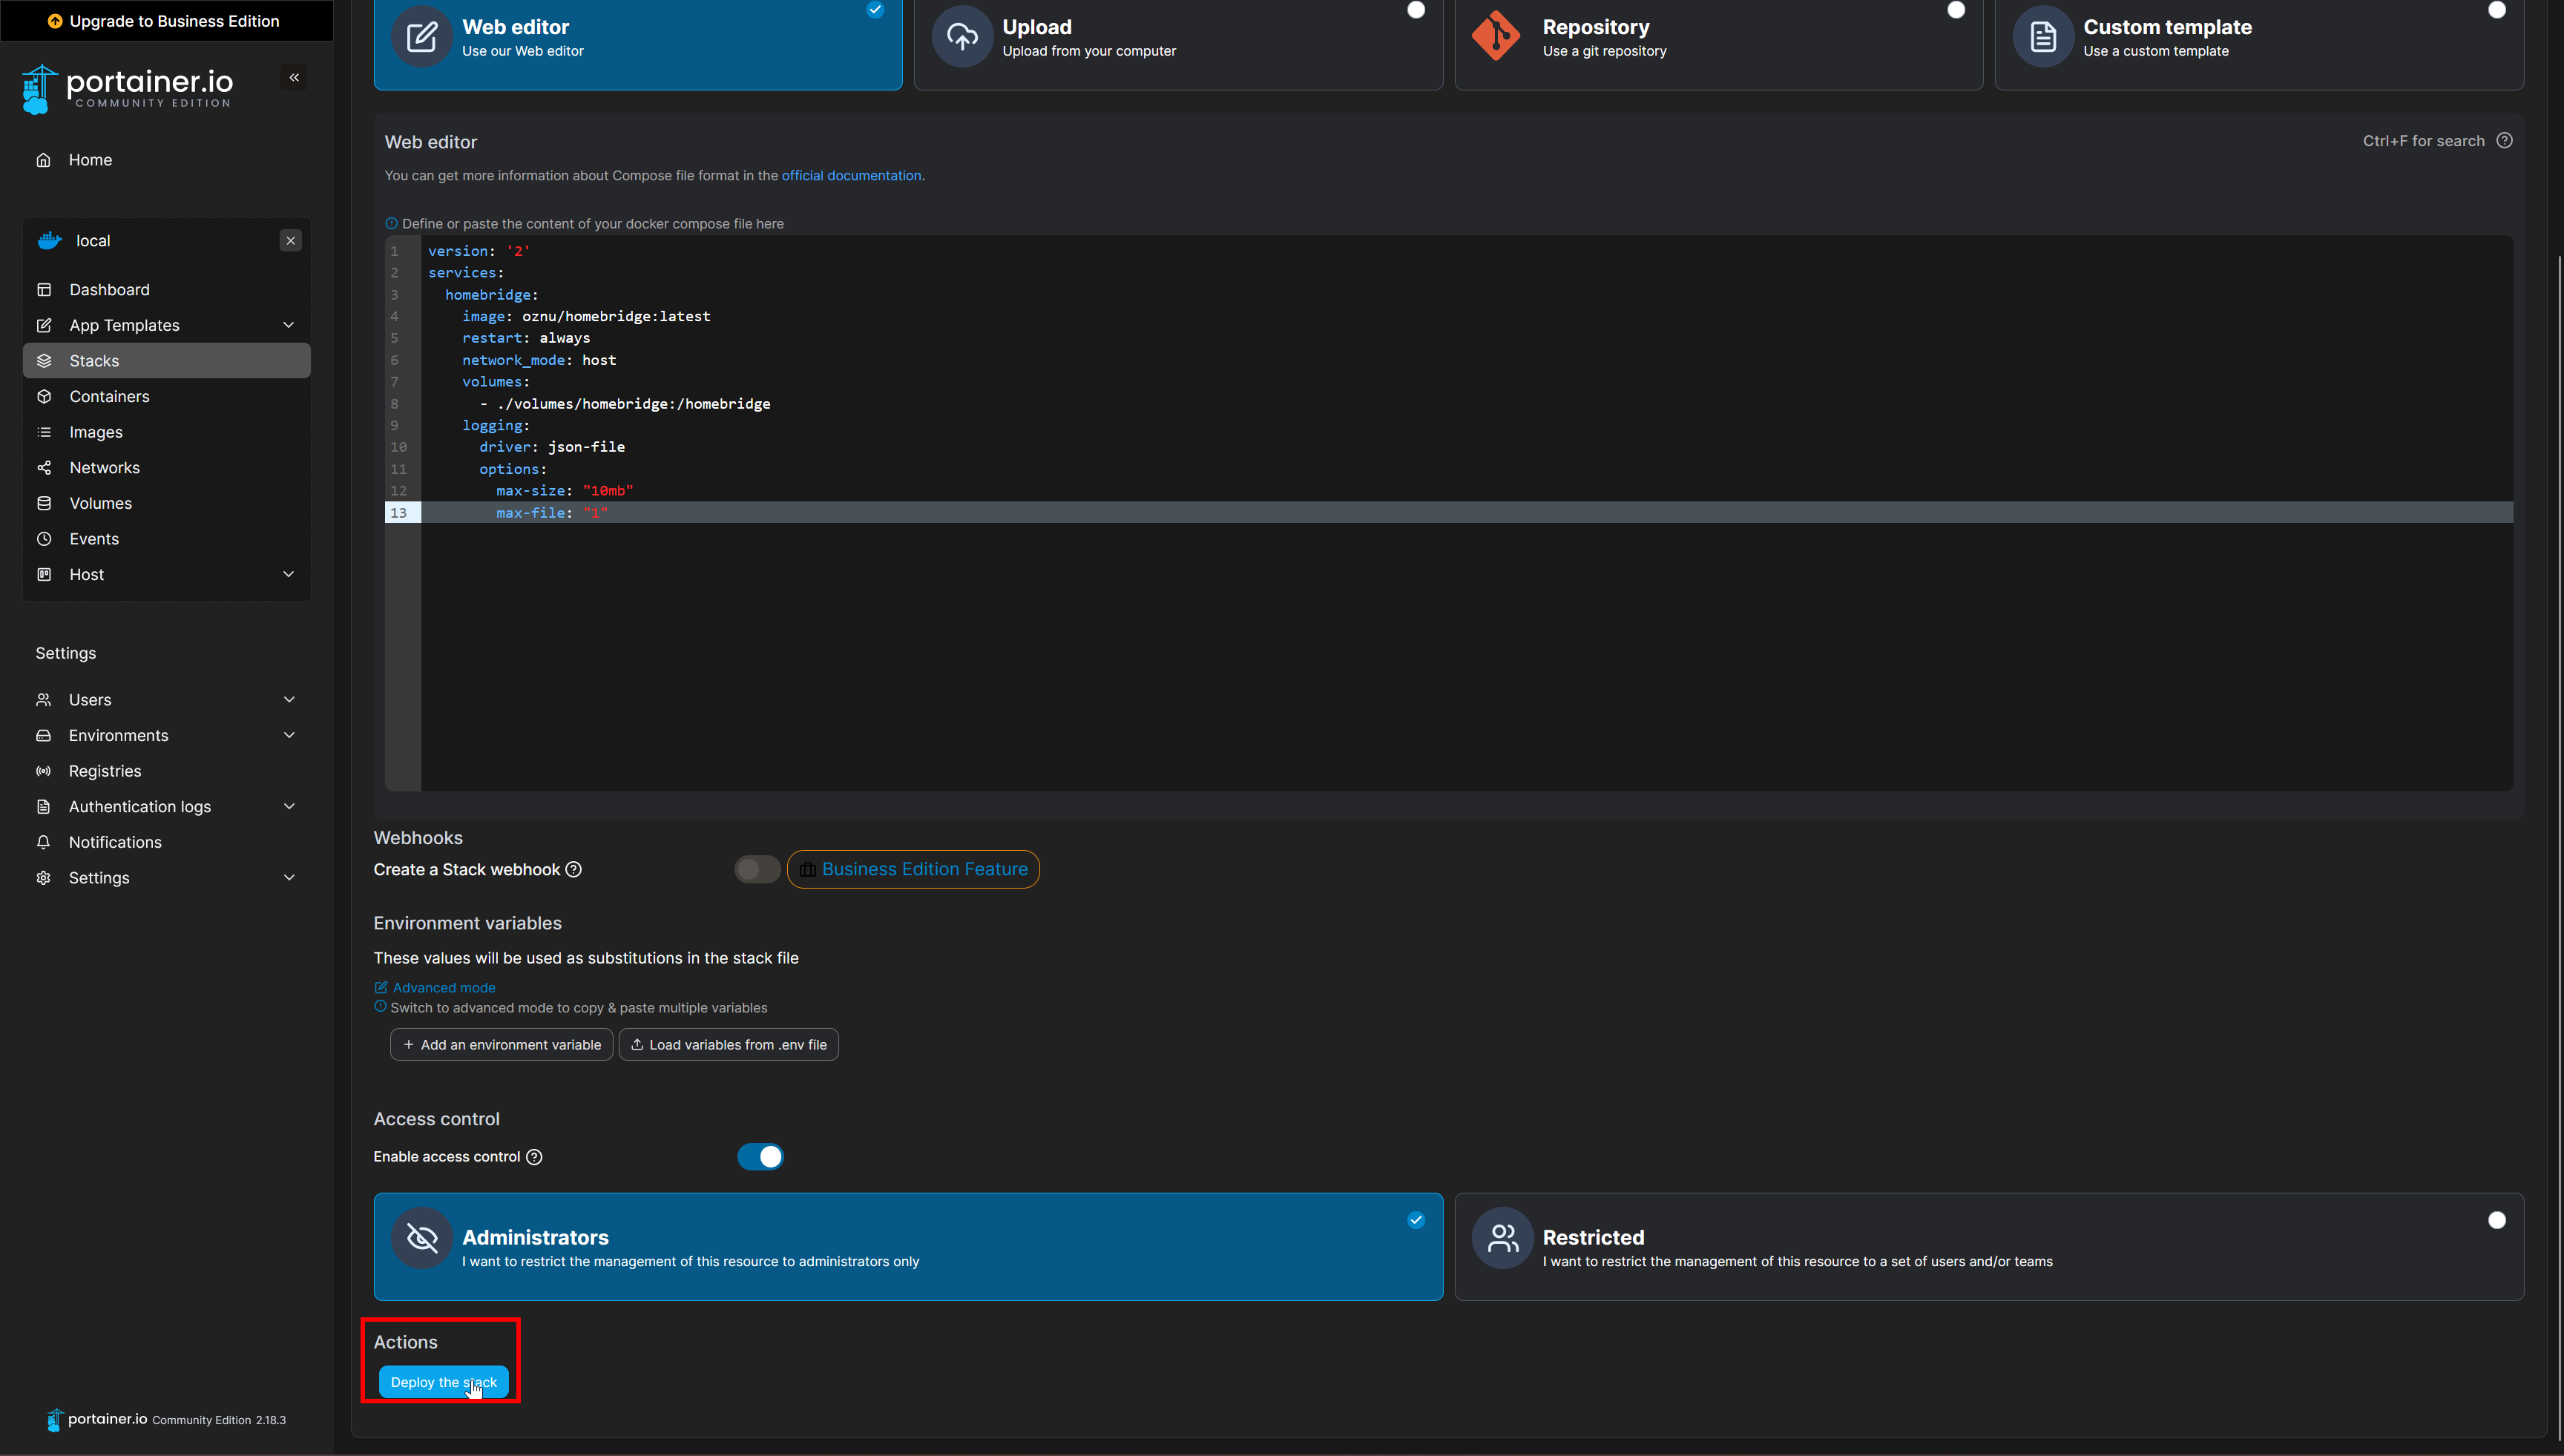 Upgrade to Business Edition
portainer.io
COMMUNITY EDITION
Home
local
Dashboard
App Templates
Stacks
Containers
Images
Networks
Volumes
Events
Host
Settings
Users
Environments
Registries
Authentication logs
Notifications
Settings
portainer.io Community Edition 2.18.3
Web editor
Use our Web editor
Upload
Upload from your computer
Repository
Use a git repository
Custom template
Use a custom template
Web editor
Ctrl+F for search
You can get more information about Compose file format in the official documentation.
Define or paste the content of your docker compose file here
1 version: '2'
2 services:
3 homebridge:
4 image: oznu/homebridge:latest
5 restart: always
6 network_mode: host
7 volumes:
8 - ./volumes/homebridge:/homebridge
9 logging:
10 driver: json-file
11 options:
12 max-size: "10mb"
13 max-file: "1"
Webhooks
Create a Stack webhook
Business Edition Feature
Environment variables
These values will be used as substitutions in the stack file
Advanced mode
Switch to advanced mode to copy & paste multiple variables
+ Add an environment variable
Load variables from .env file
Access control
Enable access control
Administrators
I want to restrict the management of this resource to administrators only
Restricted
I want to restrict the management of this resource to a set of users and/or teams
Actions
Deploy the stack